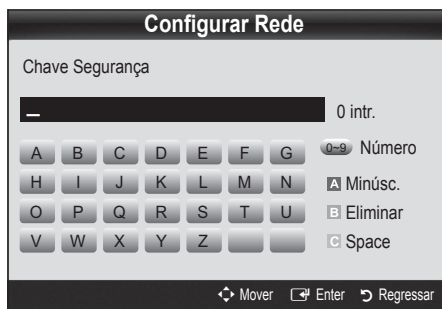 Configurar Rede
Chave Segurança
_ 0 intr.
A B C D E F G 0~9 Número
H I J K L M N A Minúsc.
O P Q R S T U B Eliminar
V W X Y Z C Space
Mover Enter Regressar